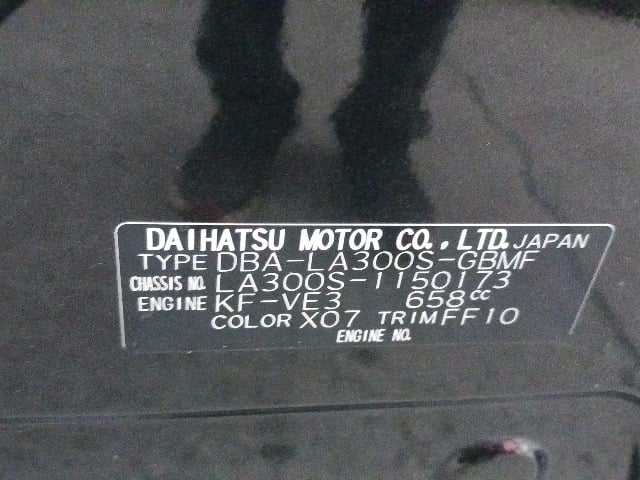 DAIHATSU MOTOR CO., LTD. JAPAN
TYPE DBA-LA300S-GBMF
CHASSIS NO. LA300S-1150173
ENGINE KF-VE3 658cc
COLOR X07 TRIM FF10
ENGINE NO.